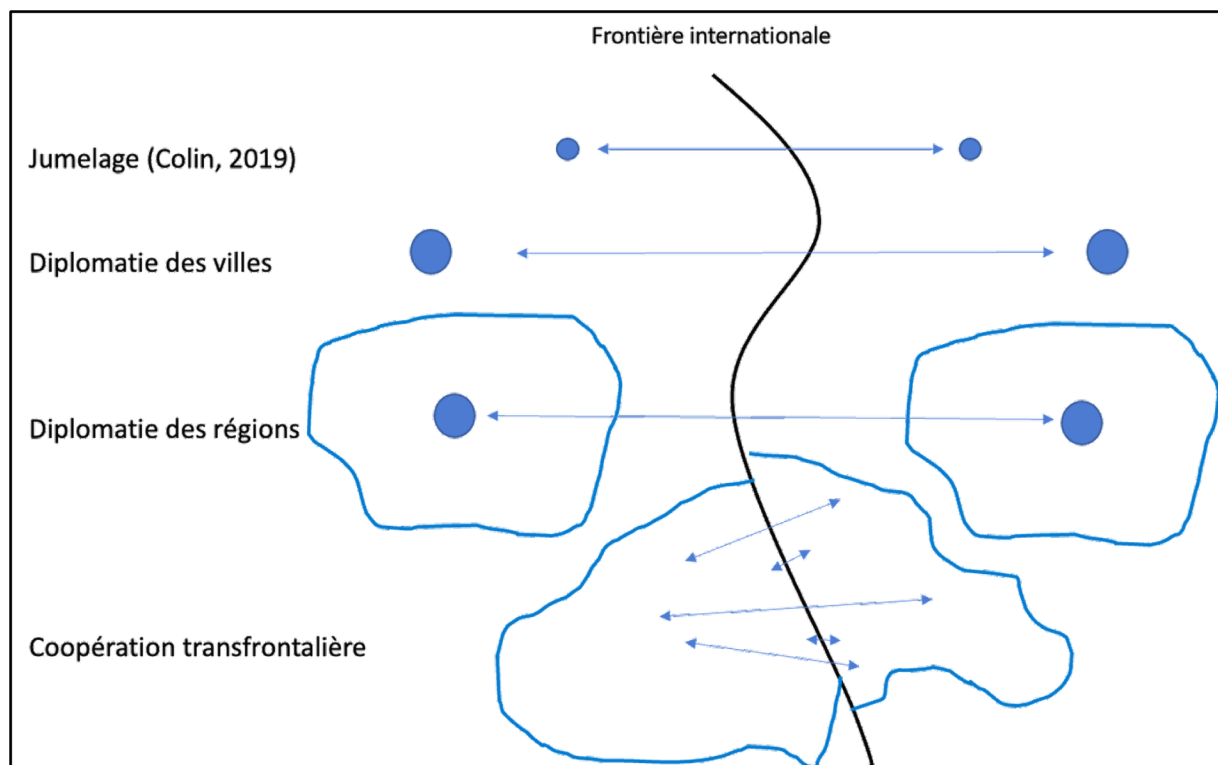 Frontière internationale
Jumelage (Colin, 2019)
Diplomatie des villes
Diplomatie des régions
Coopération transfrontalière